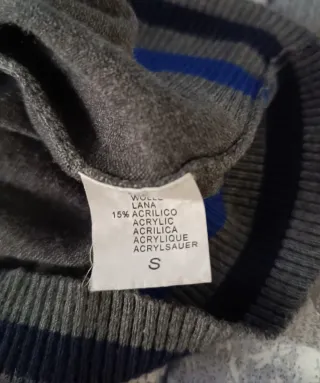 WOLLE
LANA
15% ACRILICO
ACRYLIC
ACRILICA
ACRYLIQUE
ACRYLSAUER
S